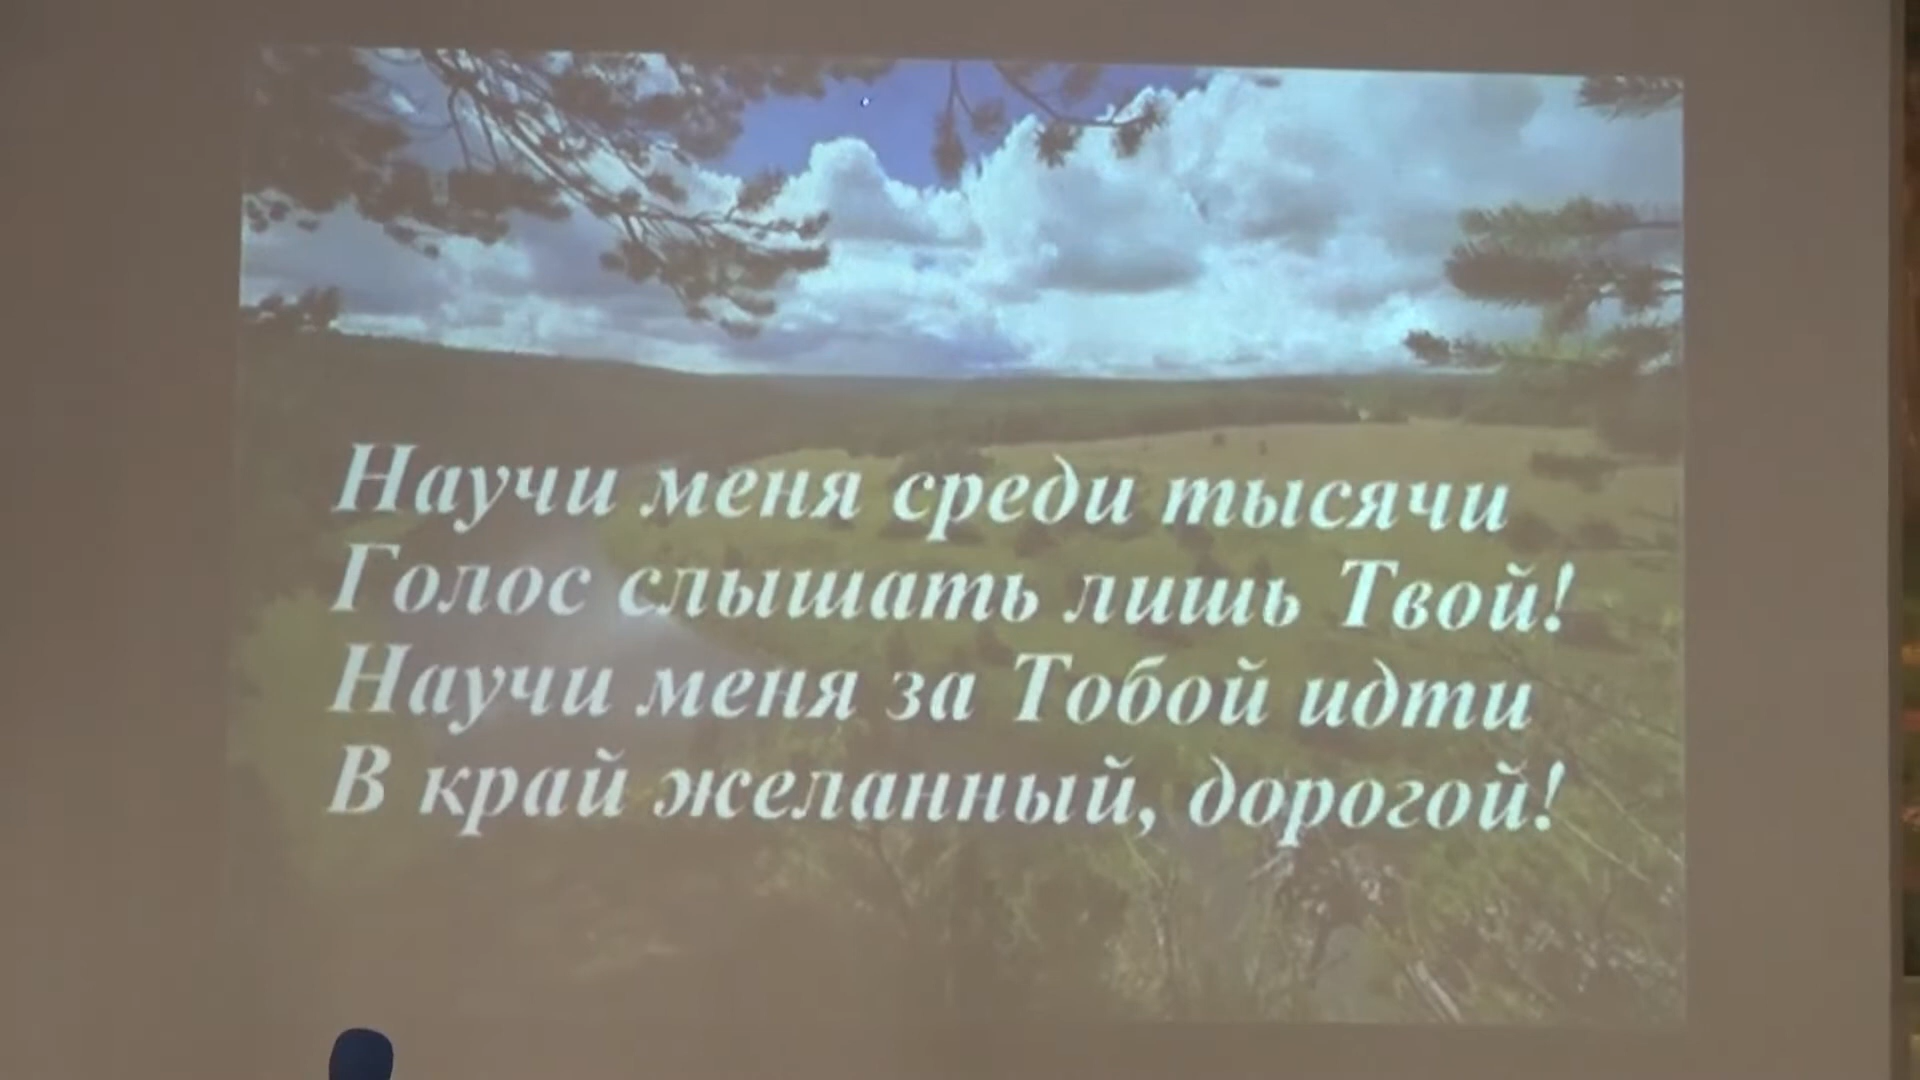 Научи меня среди тысячи
Голос слышать лишь Твой!
Научи меня за Тобой идти
В край желанный, дорогой!